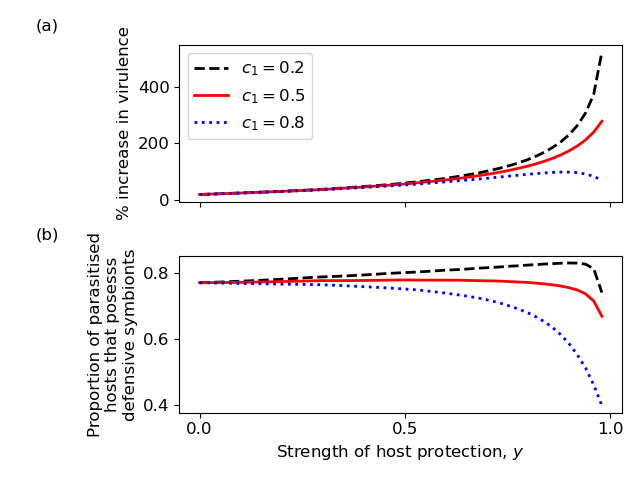 (a)
% increase in virulence
400
200
0
c₁ = 0.2
c₁ = 0.5
c₁ = 0.8
(b)
Proportion of parasitised
hosts that posesss
defensive symbionts
0.8
0.6
0.4
0.0
0.5
1.0
Strength of host protection, y